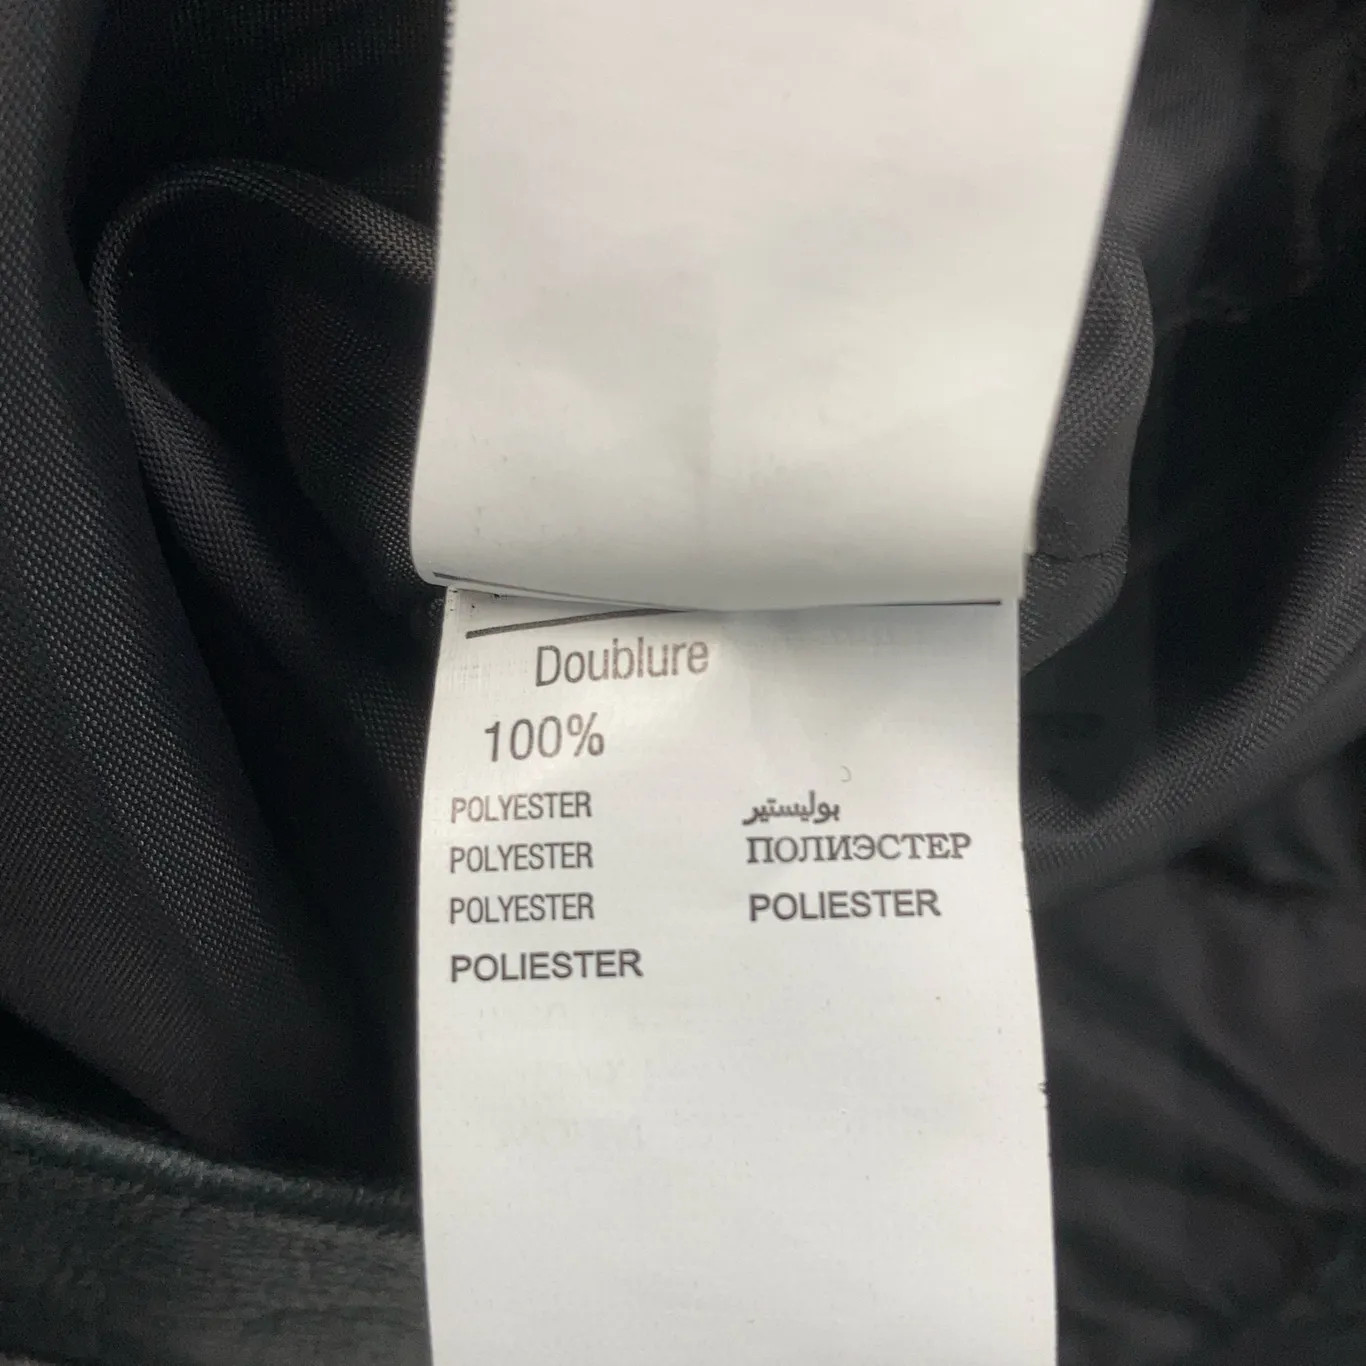 Doublure
100%
POLYESTER
POLYESTER
POLYESTER
POLIESTER
بوليستير
ПОЛИЭСТЕР
POLIESTER